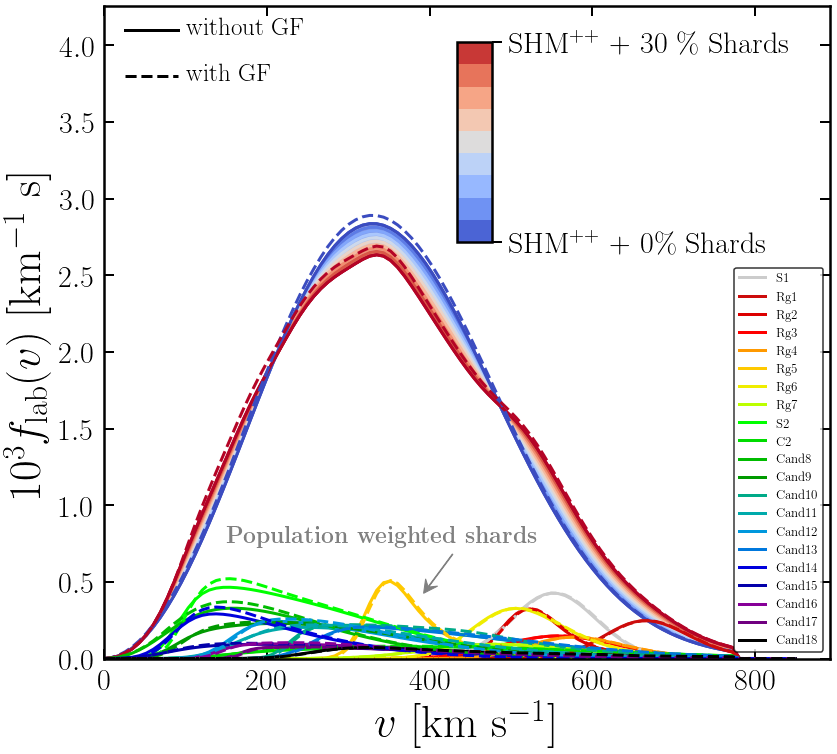 without GF
with GF
SHM++ + 30 % Shards
SHM++ + 0% Shards
4.0
3.5
3.0
2.5
2.0
1.5
1.0
0.5
0.0
10³f_lab(v) [km⁻¹ s]
S1
Rg1
Rg2
Rg3
Rg4
Rg5
Rg6
Rg7
S2
C2
Cand8
Cand9
Cand10
Cand11
Cand12
Cand13
Cand14
Cand15
Cand16
Cand17
Cand18
Population weighted shards
0 200 400 600 800
v [km s⁻¹]